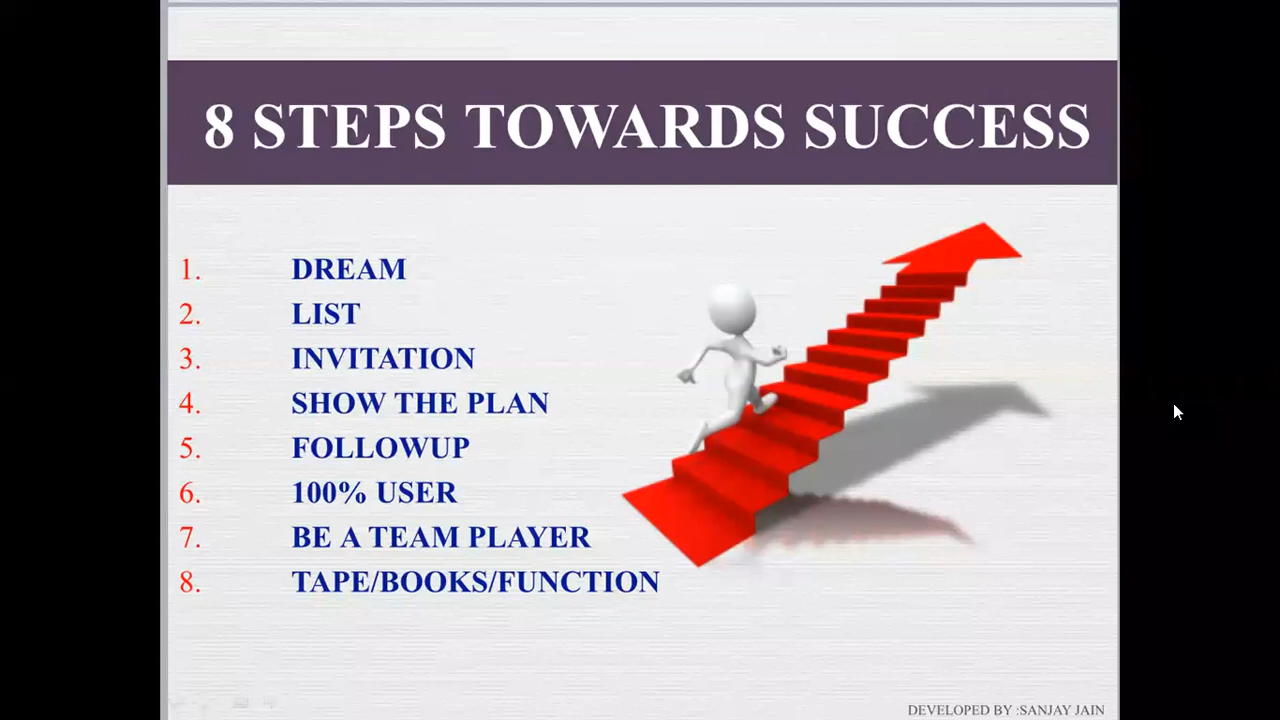 8 STEPS TOWARDS SUCCESS
1. DREAM
2. LIST
3. INVITATION
4. SHOW THE PLAN
5. FOLLOWUP
6. 100% USER
7. BE A TEAM PLAYER
8. TAPE/BOOKS/FUNCTION
DEVELOPED BY :SANJAY JAIN